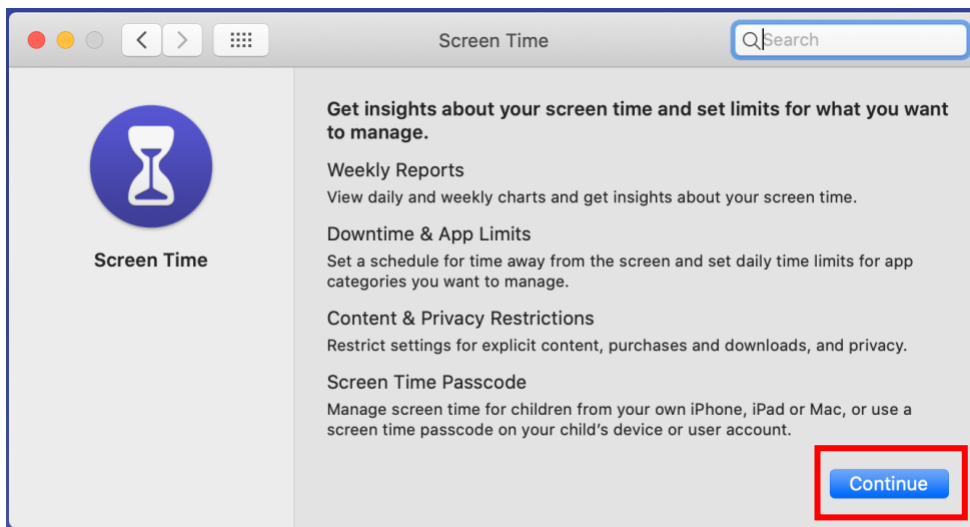 Screen Time
Search
Screen Time
Get insights about your screen time and set limits for what you want
to manage.
Weekly Reports
View daily and weekly charts and get insights about your screen time.
Downtime & App Limits
Set a schedule for time away from the screen and set daily time limits for app
categories you want to manage.
Content & Privacy Restrictions
Restrict settings for explicit content, purchases and downloads, and privacy.
Screen Time Passcode
Manage screen time for children from your own iPhone, iPad or Mac, or use a
screen time passcode on your child’s device or user account.
Continue